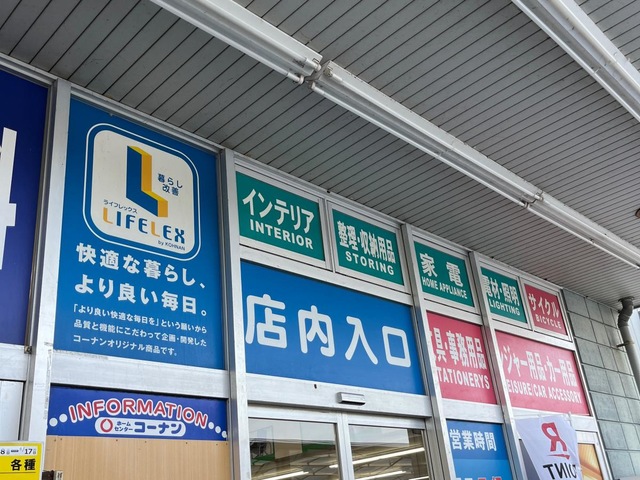 暮らし
改善
ライフレックス
LIFELEX
by KOHNAN
快適な暮らし、
より良い毎日。
「より良い快適な毎日を」という願いから
品質と機能にこだわって企画・開発した
コーナンオリジナル商品です。
INFORMATION
ホーム
センター
コーナン
各種
インテリア
INTERIOR
整理・収納用品
STORING
家電
HOME APPLIANCE
電材・照明
LIGHTING
サイクル
BICYCLE
店内入口
具・事務用品
STATIONERYS
ジャー用品・カー用品
LEISURE/CAR ACCESSORY
営業時間
R
OINT